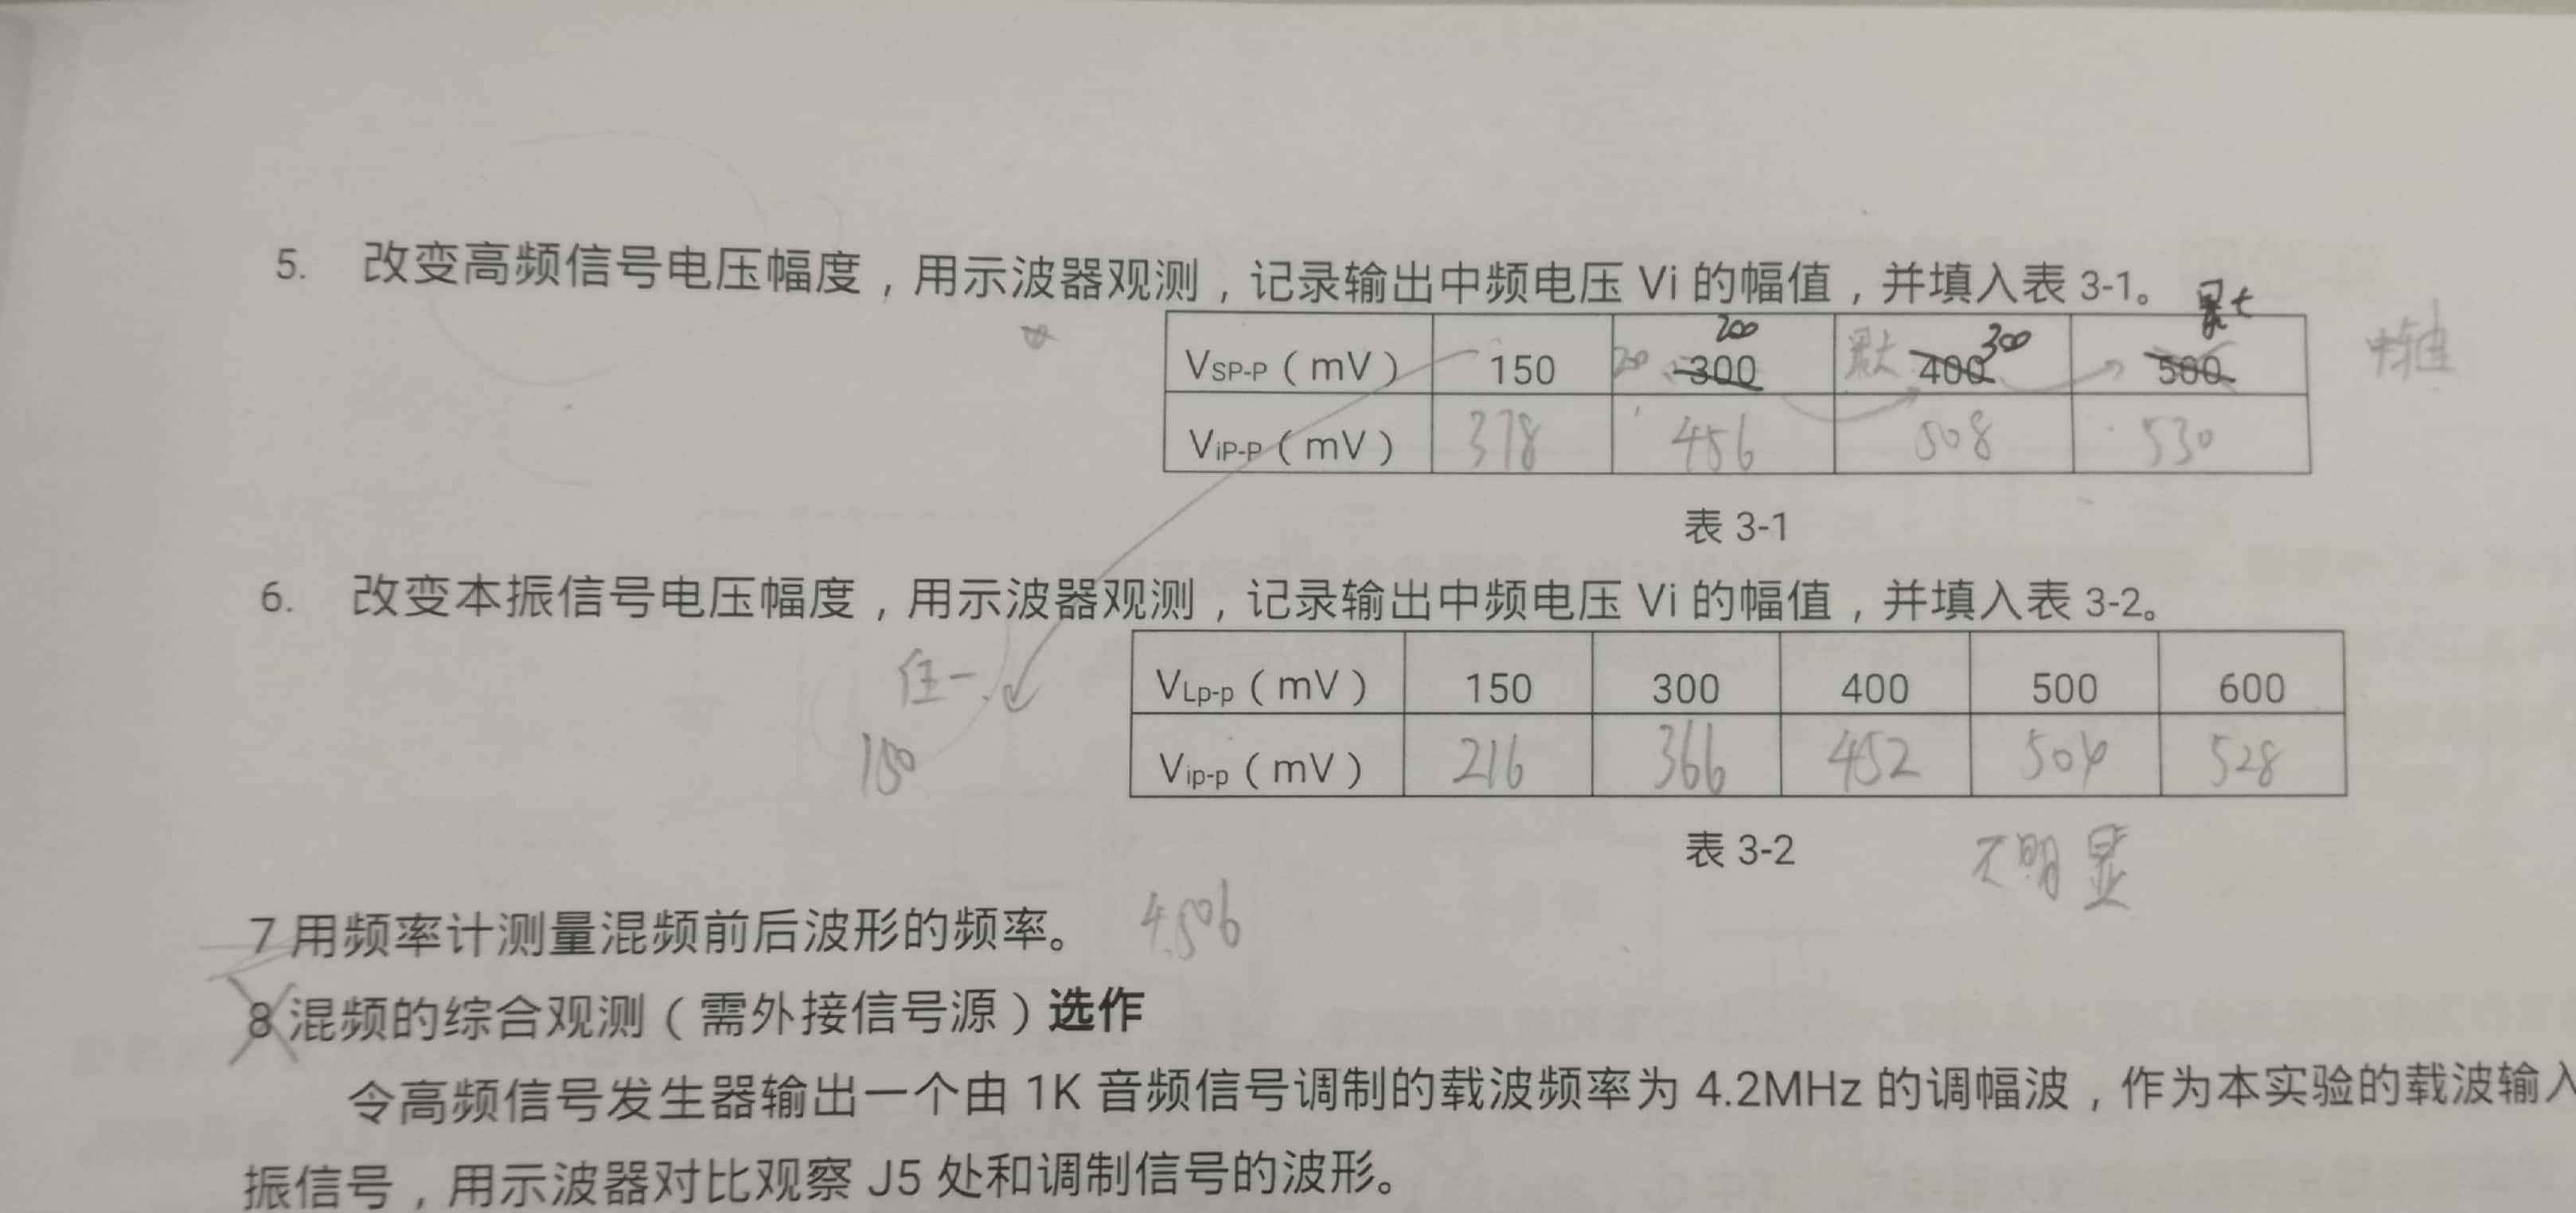 5. 改变高频信号电压幅度，用示波器观测，记录输出中频电压 Vi 的幅值，并填入表 3-1。
最大
VSP-P（mV） 150 300 200 400 300 500
ViP-P（mV） 378 456 508 530
表 3-1
6. 改变本振信号电压幅度，用示波器观测，记录输出中频电压 Vi 的幅值，并填入表 3-2。
任一
150
VLp-p（mV） 150 300 400 500 600
Vip-p（mV） 216 366 452 504 528
表 3-2
不明显
7 用频率计测量混频前后波形的频率。 4.506
8 混频的综合观测（需外接信号源）选作
令高频信号发生器输出一个由 1K 音频信号调制的载波频率为 4.2MHz 的调幅波，作为本实验的载波输入
振信号，用示波器对比观察 J5 处和调制信号的波形。